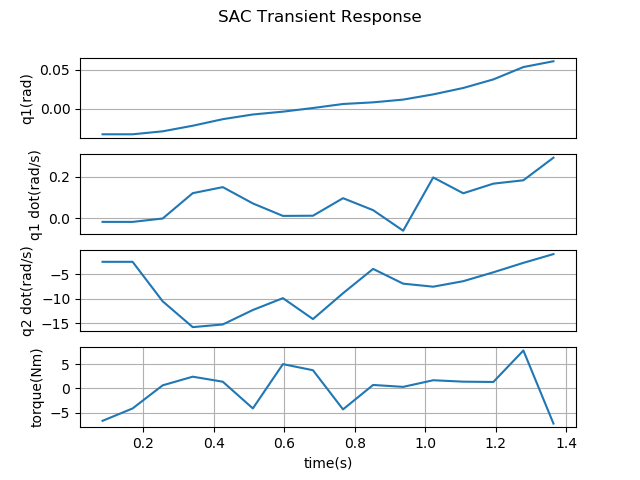 SAC Transient Response
0.05
0.00
q1(rad)
0.2
0.0
q1 dot(rad/s)
−5
−10
−15
q2 dot(rad/s)
5
0
−5
torque(Nm)
0.2 0.4 0.6 0.8 1.0 1.2 1.4
time(s)